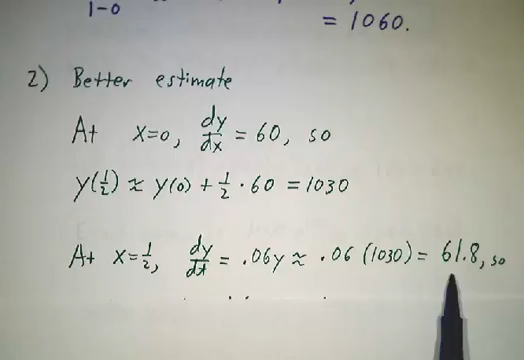 1-0
= 1060.
2) Better estimate
At x=0, dy/dx = 60, so
y(1/2) ≈ y(0) + 1/2 · 60 = 1030
At x=1/2, dy/dx = .06y ≈ .06 (1030) = 61.8, so